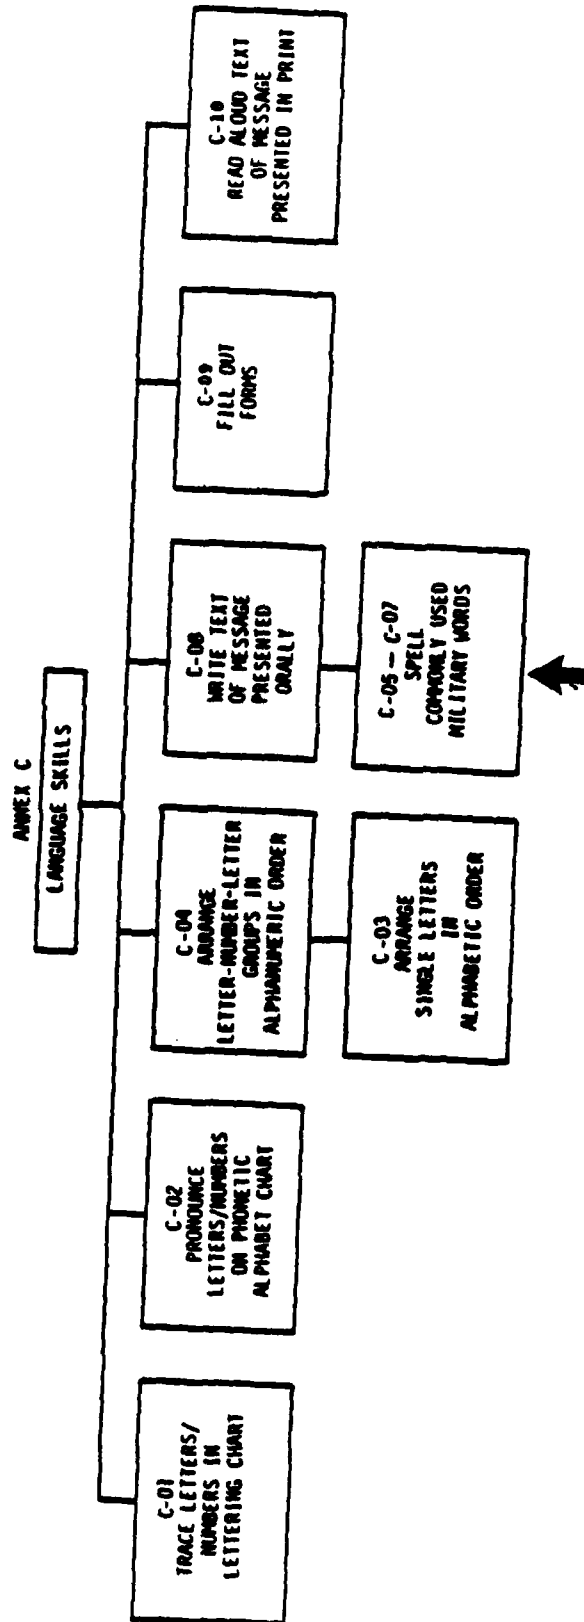 ANNEX C
LANGUAGE SKILLS
C-01
TRACE LETTERS/
NUMBERS IN
LETTERING CHART
C-02
PRONOUNCE
LETTERS/NUMBERS
ON PHONETIC
ALPHABET CHART
C-04
ARRANGE
LETTER-NUMBER-LETTER
GROUPS IN
ALPHANUMERIC ORDER
C-08
WRITE TEXT
OF MESSAGE
PRESENTED
ORALLY
C-09
FILL OUT
FORMS
C-10
READ ALOUD TEXT
OF MESSAGE
PRESENTED IN PRINT
C-03
ARRANGE
SINGLE LETTERS
IN
ALPHABETIC ORDER
C-05 — C-07
SPELL
COMMONLY USED
MILITARY WORDS